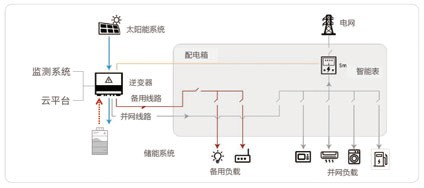 太阳能系统
电网
配电箱
5m
智能表
监测系统
逆变器
备用线路
云平台
并网线路
储能系统
备用负载
并网负载